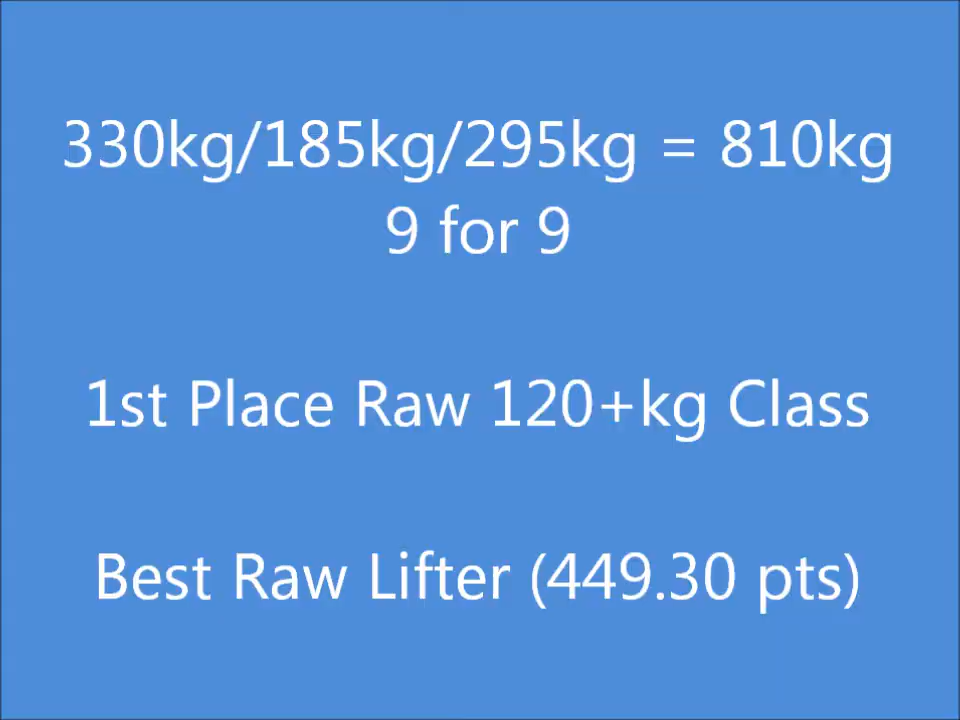 330kg/185kg/295kg = 810kg
9 for 9
1st Place Raw 120+kg Class
Best Raw Lifter (449.30 pts)